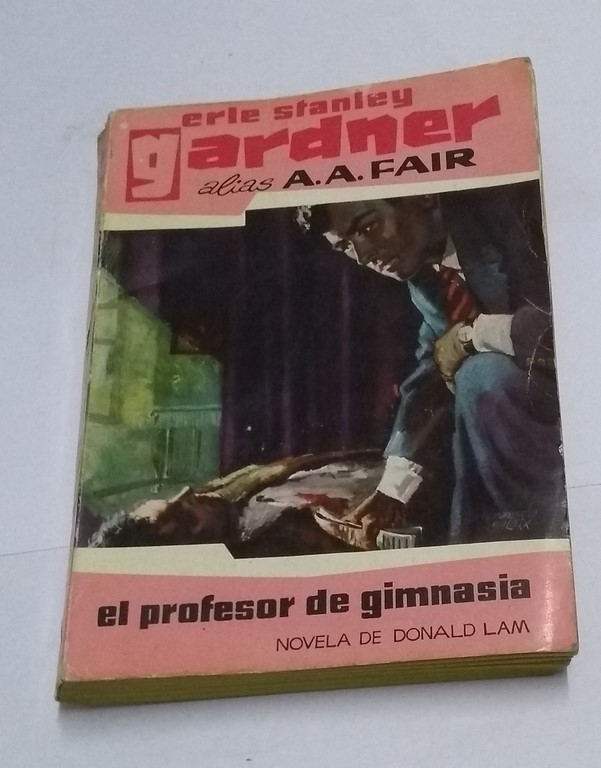 erle stanley
gardner
alias A.A. FAIR
el profesor de gimnasia
NOVELA DE DONALD LAM